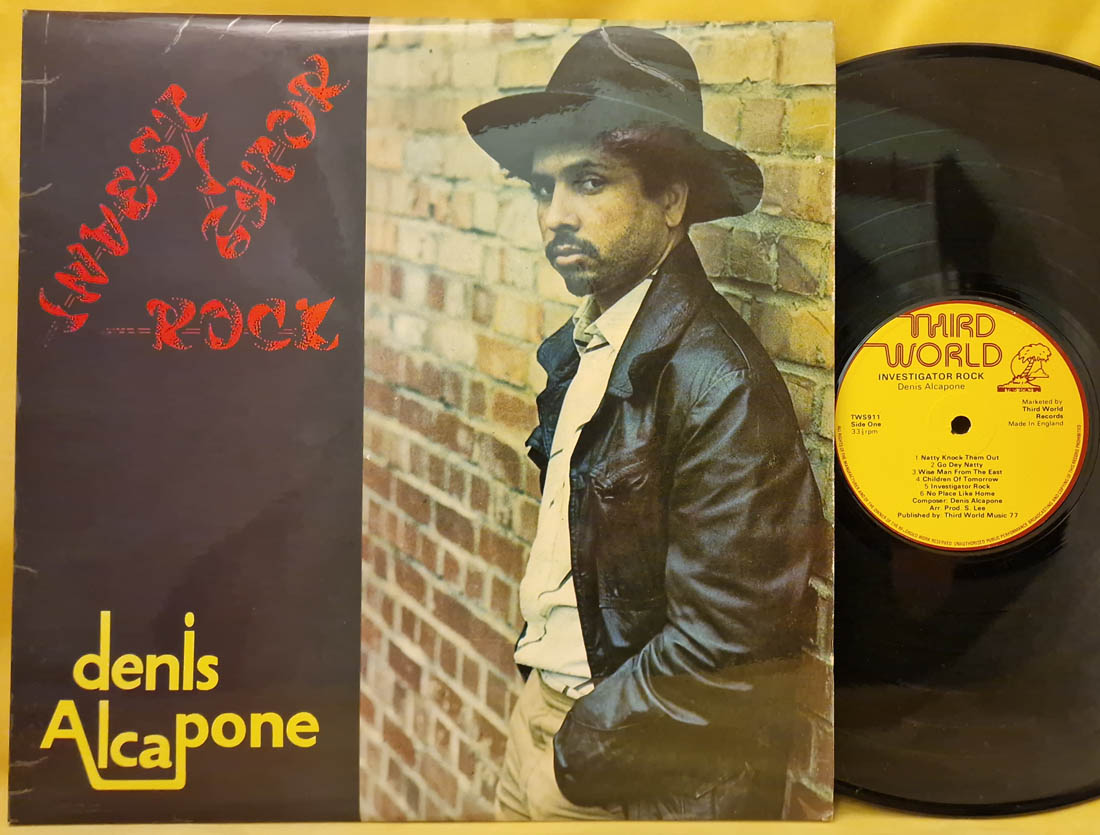 INVESTI
GATOR
ROCK
denis
Alcapone
THIRD
WORLD
INVESTIGATOR ROCK
Denis Alcapone
TWS911
Side One
33⅓rpm
Marketed by
Third World
Records
Made In England
1 Natty Knock Them Out
2 Go Dey Natty
3 Wise Man From The East
4 Children Of Tomorrow
5 Investigator Rock
6 No Place Like Home
Composer: Denis Alcapone
Arr. Prod. S. Lee
Published by: Third World Music 77